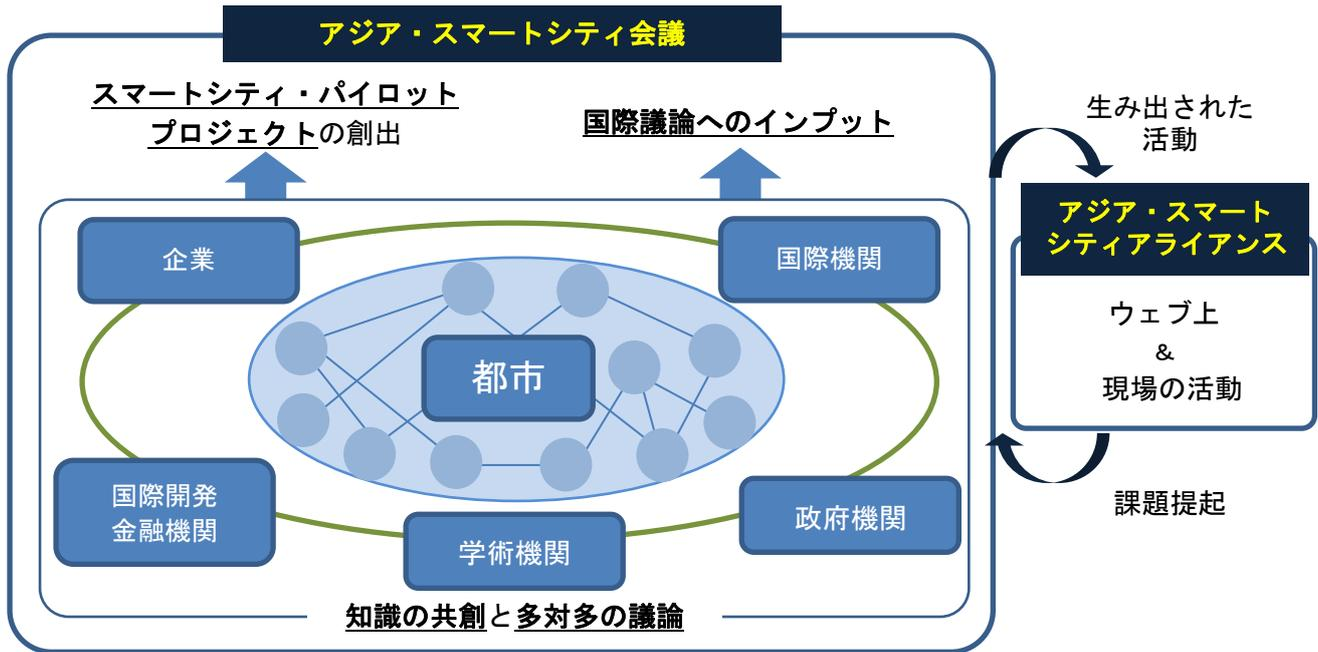 アジア・スマートシティ会議
スマートシティ・パイロット
プロジェクトの創出
国際議論へのインプット
企業
国際機関
都市
国際開発
金融機関
学術機関
政府機関
知識の共創と多対多の議論
生み出された
活動
アジア・スマート
シティアライアンス
ウェブ上
&
現場の活動
課題提起